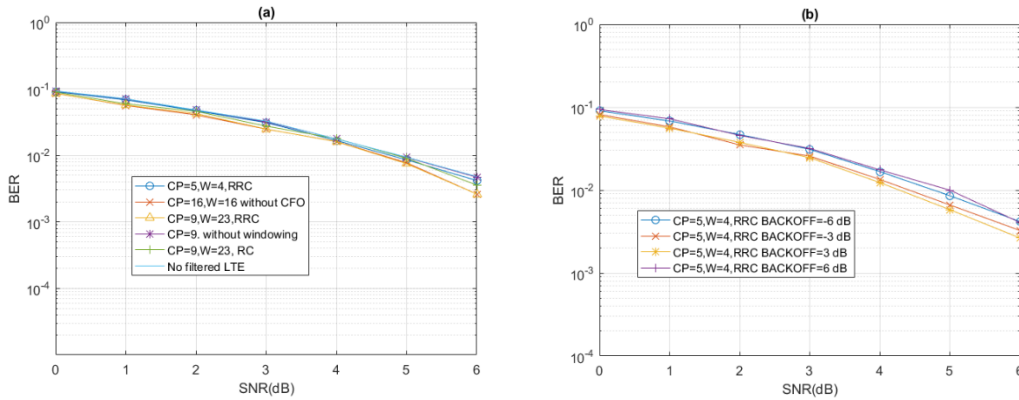 (a)
10^0
10^-1
10^-2
10^-3
10^-4
BER
CP=5,W=4,RRC
CP=16,W=16 without CFO
CP=9,W=23,RRC
CP=9. without windowing
CP=9,W=23, RC
No filtered LTE
0 1 2 3 4 5 6
SNR(dB)
(b)
10^0
10^-1
10^-2
10^-3
10^-4
BER
CP=5,W=4,RRC BACKOFF=-6 dB
CP=5,W=4,RRC BACKOFF=-3 dB
CP=5,W=4,RRC BACKOFF=3 dB
CP=5,W=4,RRC BACKOFF=6 dB
0 1 2 3 4 5 6
SNR(dB)